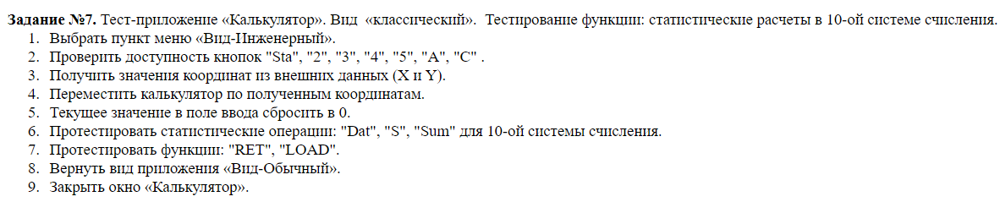 Задание №7. Тест-приложение «Калькулятор». Вид «классический». Тестирование функции: статистические расчеты в 10-ой системе счисления.
1. Выбрать пункт меню «Вид-Инженерный».
2. Проверить доступность кнопок "Sta", "2", "3", "4", "5", "A", "C" .
3. Получить значения координат из внешних данных (X и Y).
4. Переместить калькулятор по полученным координатам.
5. Текущее значение в поле ввода сбросить в 0.
6. Протестировать статистические операции: "Dat", "S", "Sum" для 10-ой системы счисления.
7. Протестировать функции: "RET", "LOAD".
8. Вернуть вид приложения «Вид-Обычный».
9. Закрыть окно «Калькулятор».